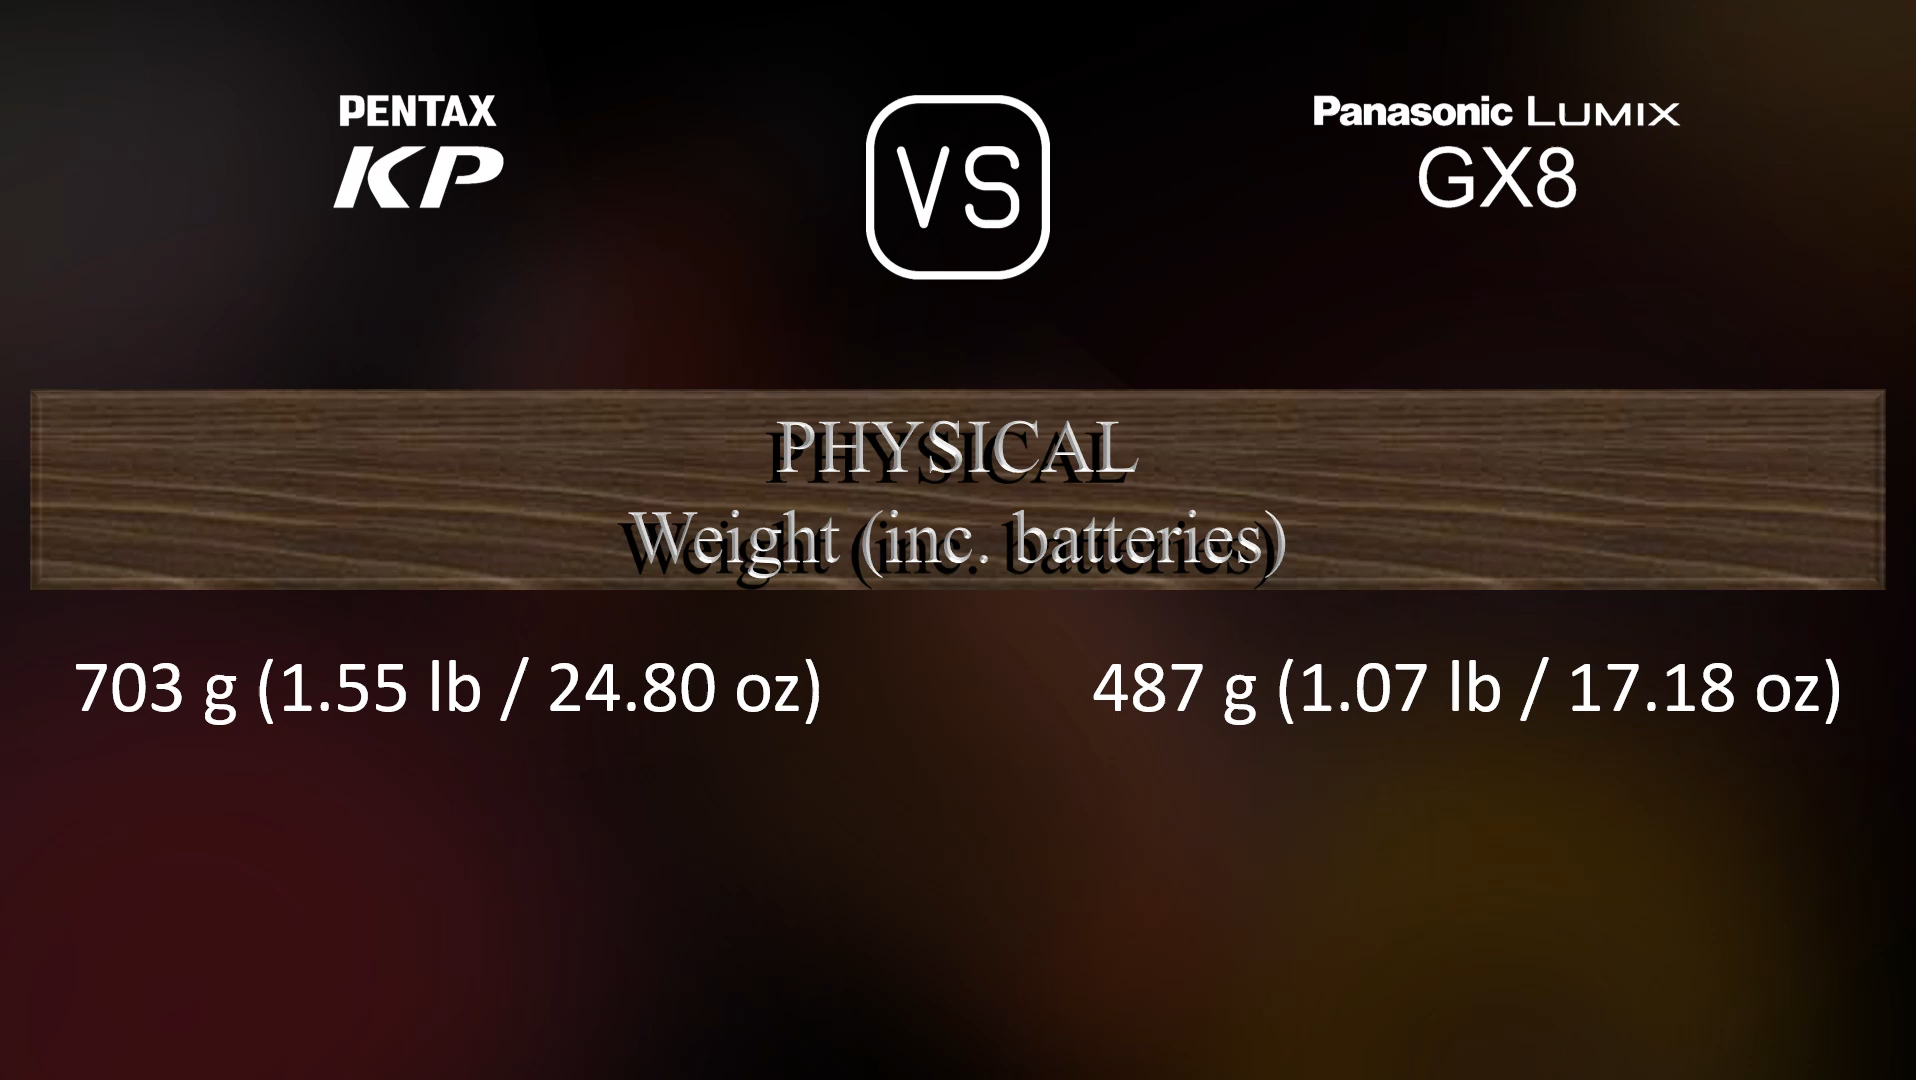 PENTAX
KP
VS
Panasonic LUMIX
GX8
PHYSICAL
Weight (inc. batteries)
703 g (1.55 lb / 24.80 oz)
487 g (1.07 lb / 17.18 oz)